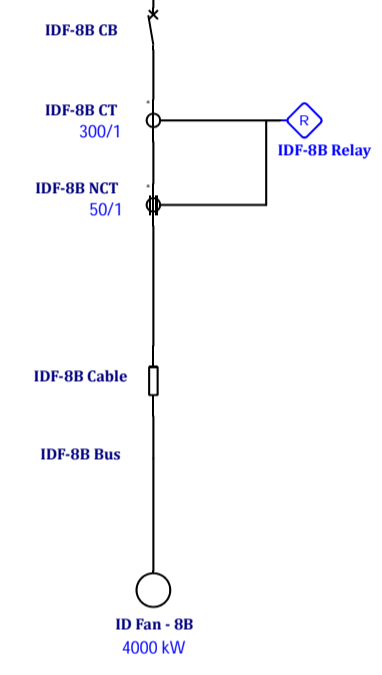 IDF-8B CB
IDF-8B CT
300/1
R
IDF-8B Relay
IDF-8B NCT
50/1
IDF-8B Cable
IDF-8B Bus
ID Fan - 8B
4000 kW